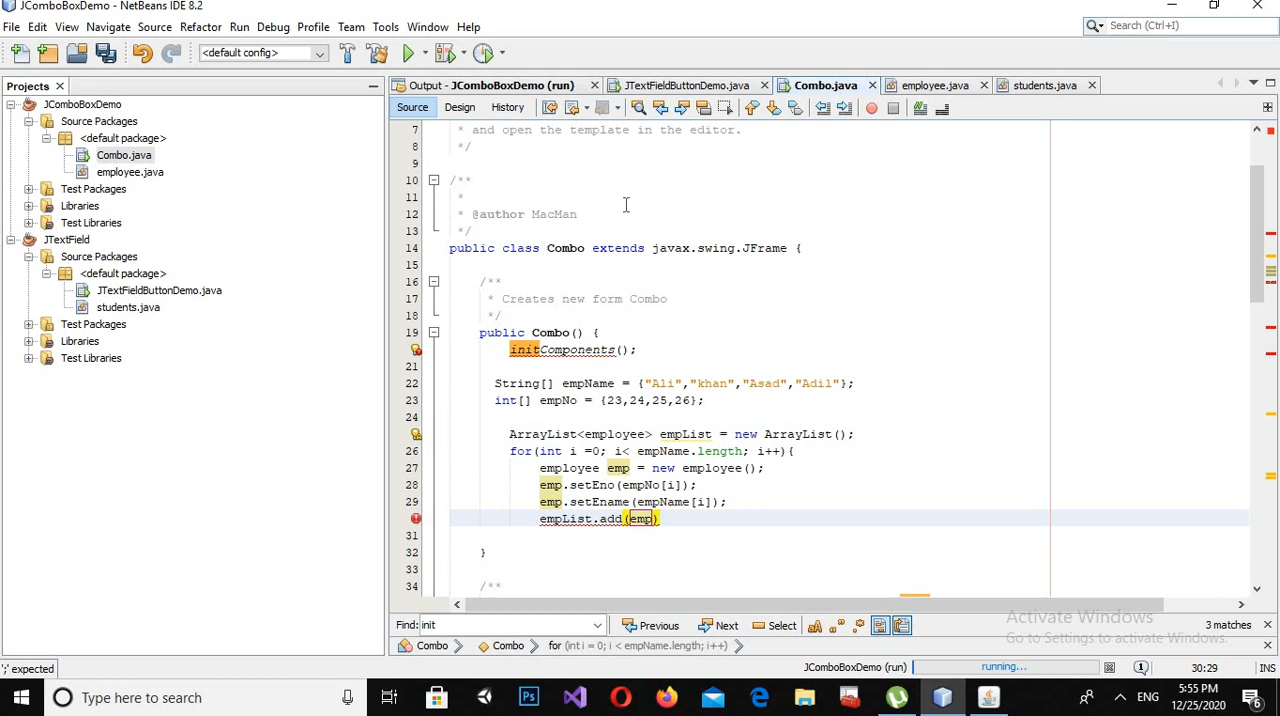 JComboBoxDemo - NetBeans IDE 8.2
File Edit View Navigate Source Refactor Run Debug Profile Team Tools Window Help
Search (Ctrl+I)
<default config>
Projects
Output - JComboBoxDemo (run) JTextFieldButtonDemo.java Combo.java employee.java students.java
Source Design History
JComboBoxDemo
Source Packages
<default package>
Combo.java
employee.java
Test Packages
Libraries
Test Libraries
JTextField
Source Packages
<default package>
JTextFieldButtonDemo.java
students.java
Test Packages
Libraries
Test Libraries
7 * and open the template in the editor.
8 */
9
10 /**
11 *
12 * @author MacMan
13 */
14 public class Combo extends javax.swing.JFrame {
15
16 /**
17 * Creates new form Combo
18 */
19 public Combo() {
initComponents();
21
22 String[] empName = {"Ali","khan","Asad","Adil"};
23 int[] empNo = {23,24,25,26};
24
ArrayList<employee> empList = new ArrayList();
26 for(int i =0; i< empName.length; i++){
27 employee emp = new employee();
28 emp.setEno(empNo[i]);
29 emp.setEname(empName[i]);
empList.add(emp)
31
32 }
33
34 /**
Find: init Previous Next Select 3 matches
Combo Combo for (int i = 0; i < empName.length; i++)
Activate Windows
Go to Settings to activate Windows.
';' expected JComboBoxDemo (run) running... 1 30:29 INS
Type here to search
ENG
5:55 PM
12/25/2020
6